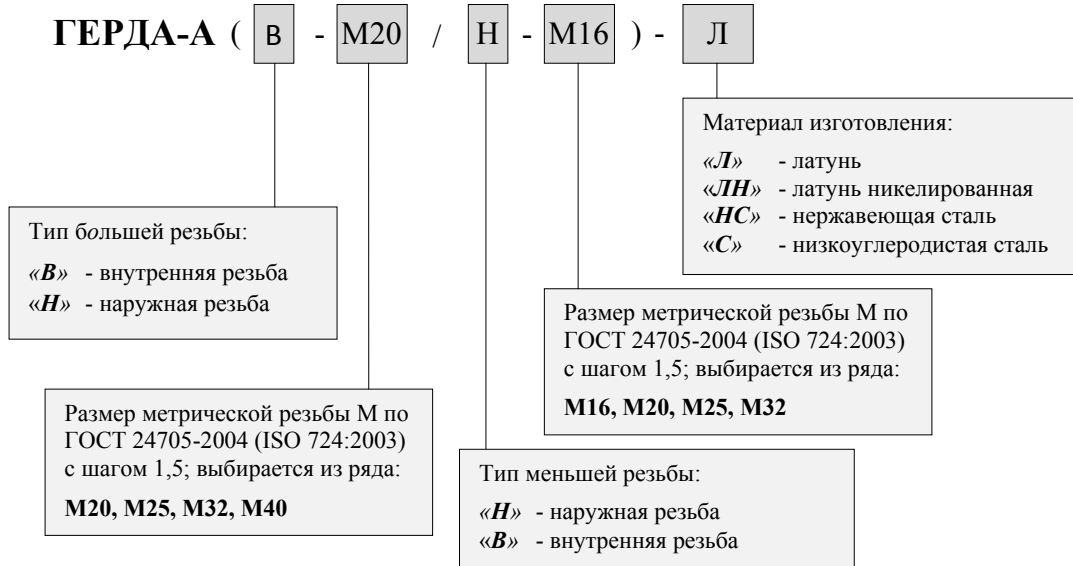 ГЕРДА-А ( В - М20 / Н - М16 ) - Л
Материал изготовления:
«Л» - латунь
«ЛН» - латунь никелированная
«НС» - нержавеющая сталь
«С» - низкоуглеродистая сталь
Тип большей резьбы:
«В» - внутренняя резьба
«Н» - наружная резьба
Размер метрической резьбы М по
ГОСТ 24705-2004 (ISO 724:2003)
с шагом 1,5; выбирается из ряда:
М16, М20, М25, М32
Размер метрической резьбы М по
ГОСТ 24705-2004 (ISO 724:2003)
с шагом 1,5; выбирается из ряда:
М20, М25, М32, М40
Тип меньшей резьбы:
«Н» - наружная резьба
«В» - внутренняя резьба